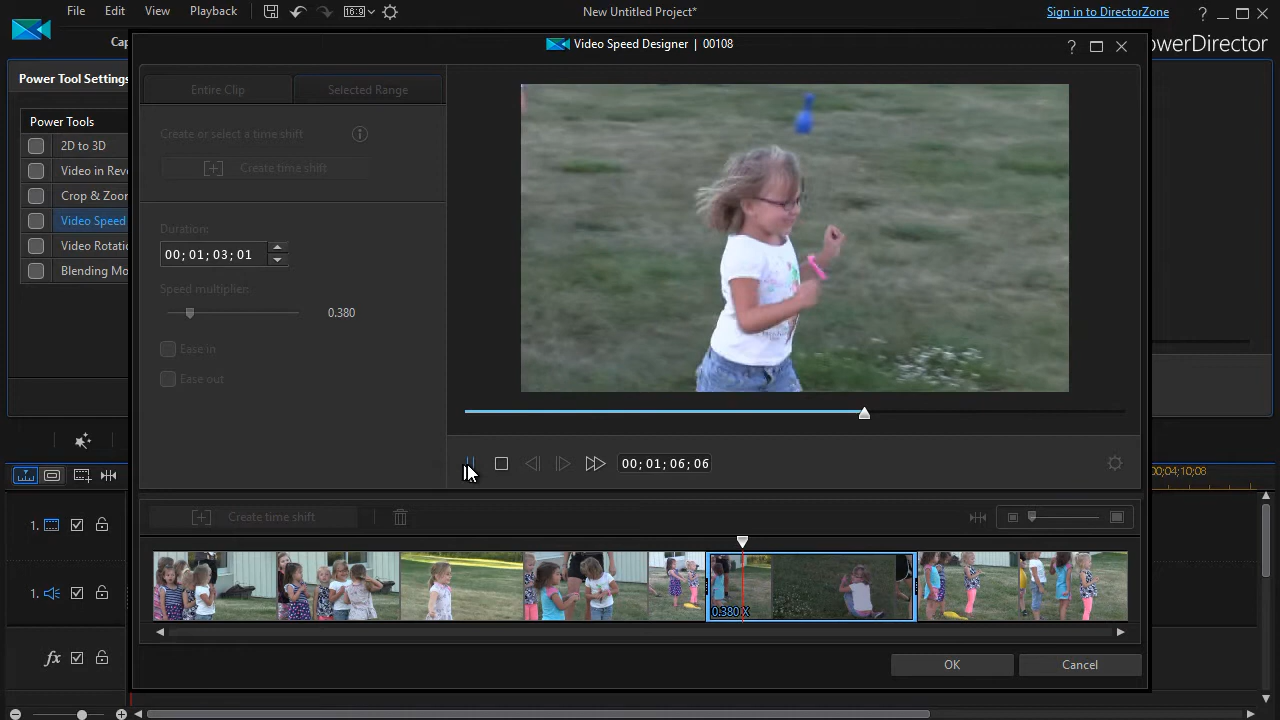 File Edit View Playback
16:9
New Untitled Project*
Sign in to DirectorZone
?
Cap
Video Speed Designer | 00108
?
owerDirector
Power Tool Settings
Entire Clip
Selected Range
Power Tools
Create or select a time shift
2D to 3D
Video in Reve
Create time shift
Crop & Zoor
Video Speed
Duration:
Video Rotatic
00; 01; 03; 01
Blending Mo
Speed multiplier:
0.380
Ease in
Ease out
00; 01; 06; 06
00;04;10;08
Create time shift
1.
1.
0.380 X
fx
OK
Cancel